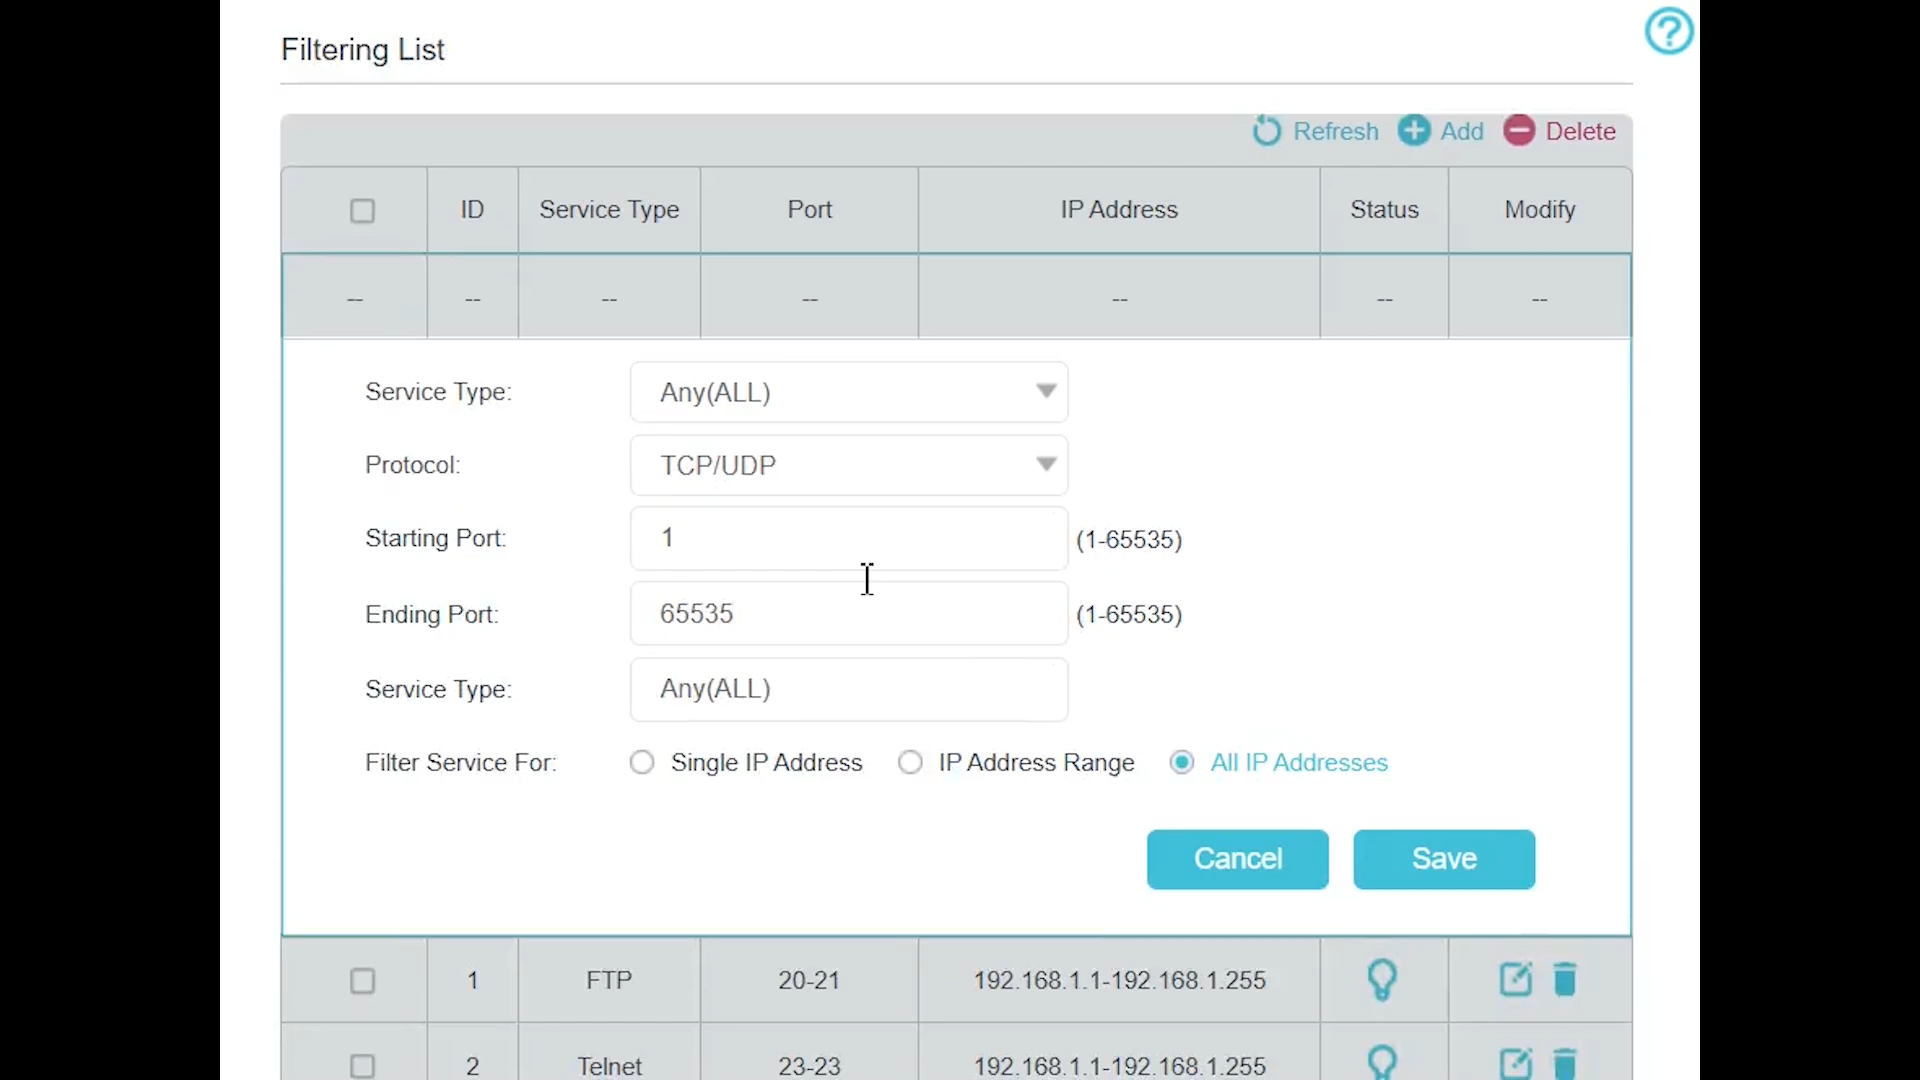 ?
Filtering List
Refresh Add Delete
ID Service Type Port IP Address Status Modify
-- -- -- -- -- -- --
Service Type: Any(ALL)
Protocol: TCP/UDP
Starting Port: 1 (1-65535)
Ending Port: 65535 (1-65535)
Service Type: Any(ALL)
Filter Service For: Single IP Address IP Address Range All IP Addresses
Cancel Save
1 FTP 20-21 192.168.1.1-192.168.1.255
2 Telnet 23-23 192.168.1.1-192.168.1.255